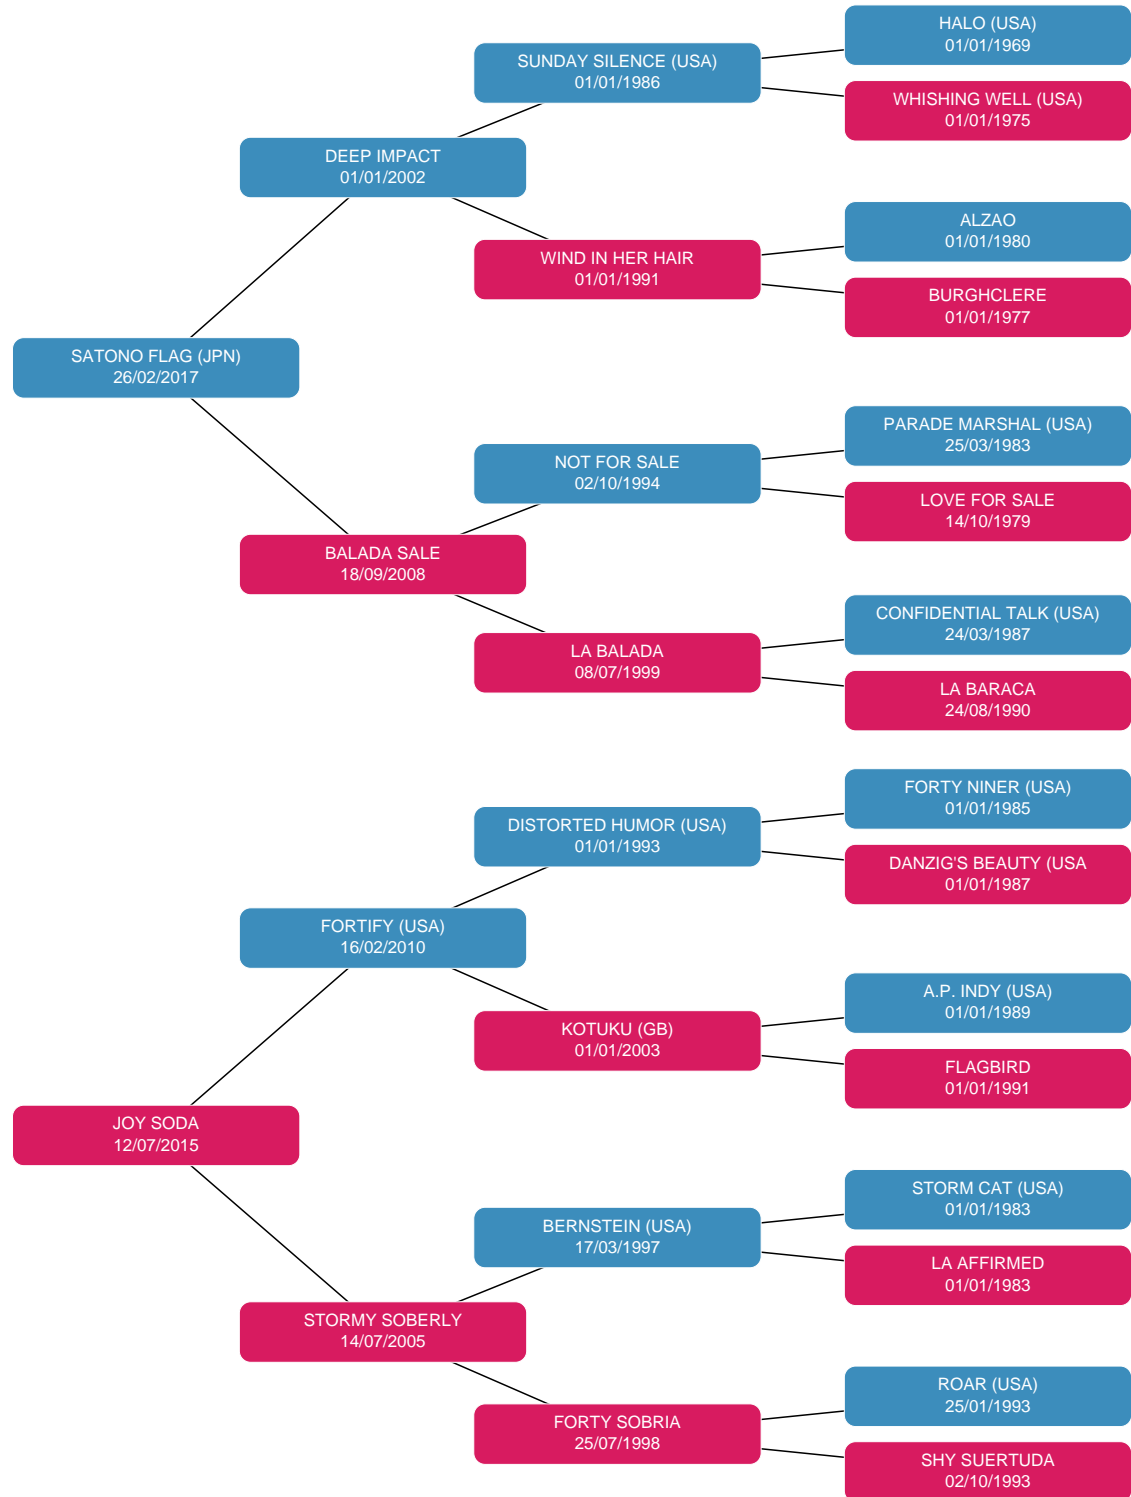 HALO (USA)
01/01/1969
SUNDAY SILENCE (USA)
01/01/1986
WHISHING WELL (USA)
01/01/1975
DEEP IMPACT
01/01/2002
ALZAO
01/01/1980
WIND IN HER HAIR
01/01/1991
BURGHCLERE
01/01/1977
SATONO FLAG (JPN)
26/02/2017
PARADE MARSHAL (USA)
25/03/1983
NOT FOR SALE
02/10/1994
LOVE FOR SALE
14/10/1979
BALADA SALE
18/09/2008
CONFIDENTIAL TALK (USA)
24/03/1987
LA BALADA
08/07/1999
LA BARACA
24/08/1990
FORTY NINER (USA)
01/01/1985
DISTORTED HUMOR (USA)
01/01/1993
DANZIG'S BEAUTY (USA
01/01/1987
FORTIFY (USA)
16/02/2010
A.P. INDY (USA)
01/01/1989
KOTUKU (GB)
01/01/2003
FLAGBIRD
01/01/1991
JOY SODA
12/07/2015
STORM CAT (USA)
01/01/1983
BERNSTEIN (USA)
17/03/1997
LA AFFIRMED
01/01/1983
STORMY SOBERLY
14/07/2005
ROAR (USA)
25/01/1993
FORTY SOBRIA
25/07/1998
SHY SUERTUDA
02/10/1993